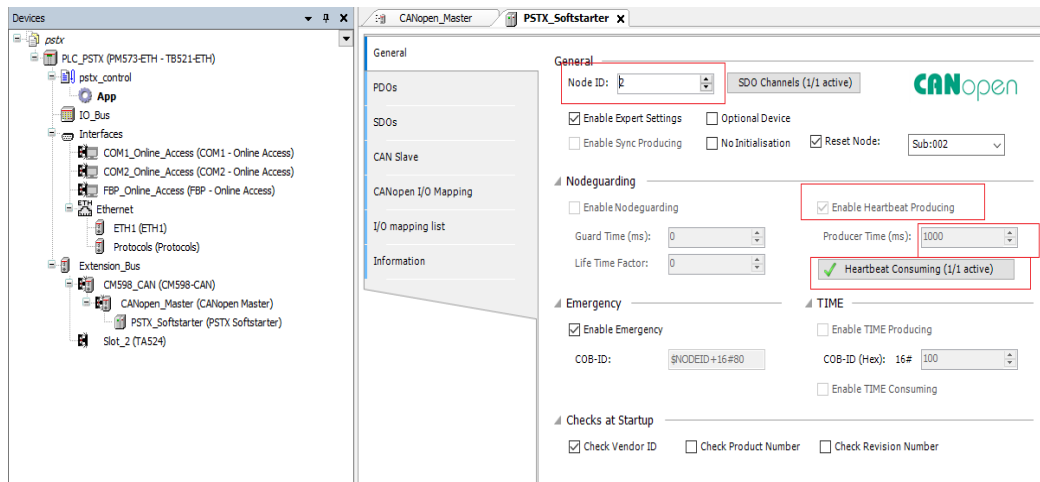 Devices
pstx
PLC_PSTX (PM573-ETH - TB521-ETH)
pstx_control
App
IO_Bus
Interfaces
COM1_Online_Access (COM1 - Online Access)
COM2_Online_Access (COM2 - Online Access)
FBP_Online_Access (FBP - Online Access)
ETH
Ethernet
ETH1 (ETH1)
Protocols (Protocols)
Extension_Bus
CM598_CAN (CM598-CAN)
CANopen_Master (CANopen Master)
PSTX_Softstarter (PSTX Softstarter)
Slot_2 (TA524)
CANopen_Master
PSTX_Softstarter
General
PDOs
SDOs
CAN Slave
CANopen I/O Mapping
I/O mapping list
Information
General
Node ID: 2
SDO Channels (1/1 active)
CANopen
Enable Expert Settings
Optional Device
Enable Sync Producing
No Initialisation
Reset Node:
Sub:002
Nodeguarding
Enable Nodeguarding
Enable Heartbeat Producing
Guard Time (ms): 0
Producer Time (ms): 1000
Life Time Factor: 0
Heartbeat Consuming (1/1 active)
Emergency
TIME
Enable Emergency
Enable TIME Producing
COB-ID: $NODEID+16#80
COB-ID (Hex): 16# 100
Enable TIME Consuming
Checks at Startup
Check Vendor ID
Check Product Number
Check Revision Number